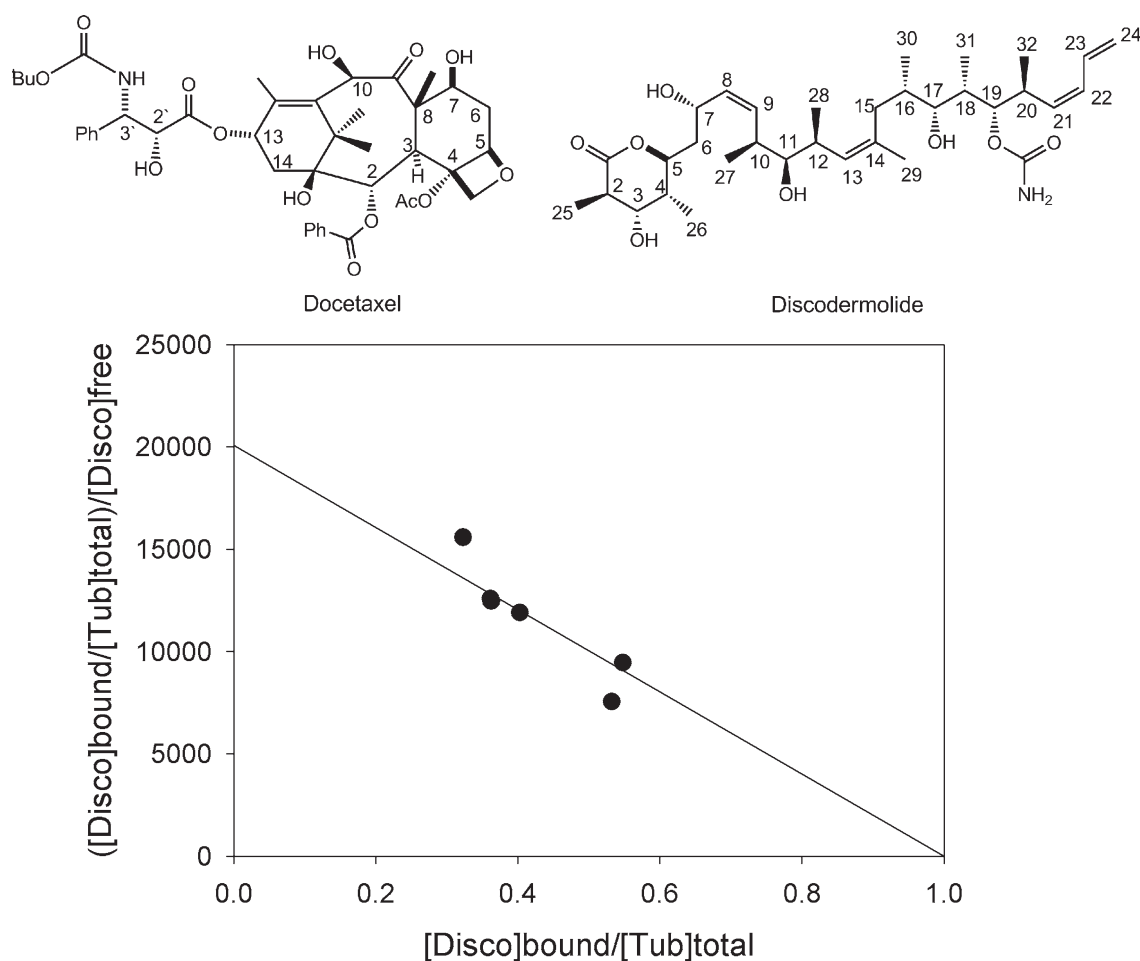 O
tBuO
NH
O
Ph
3`
2`
OH
O
13
14
HO
HO
10
O
OH
7
8
6
3
5
4
H
2
AcO
O
O
Ph
O
Docetaxel
O
O
2
25
3
OH
4
26
5
6
HO
7
8
9
27
10
11
OH
28
12
13
14
29
15
30
16
17
OH
31
18
19
O
O
NH2
32
20
21
22
23
24
Discodermolide
([Disco]bound/[Tub]total)/[Disco]free
25000
20000
15000
10000
5000
0
0.0 0.2 0.4 0.6 0.8 1.0
[Disco]bound/[Tub]total